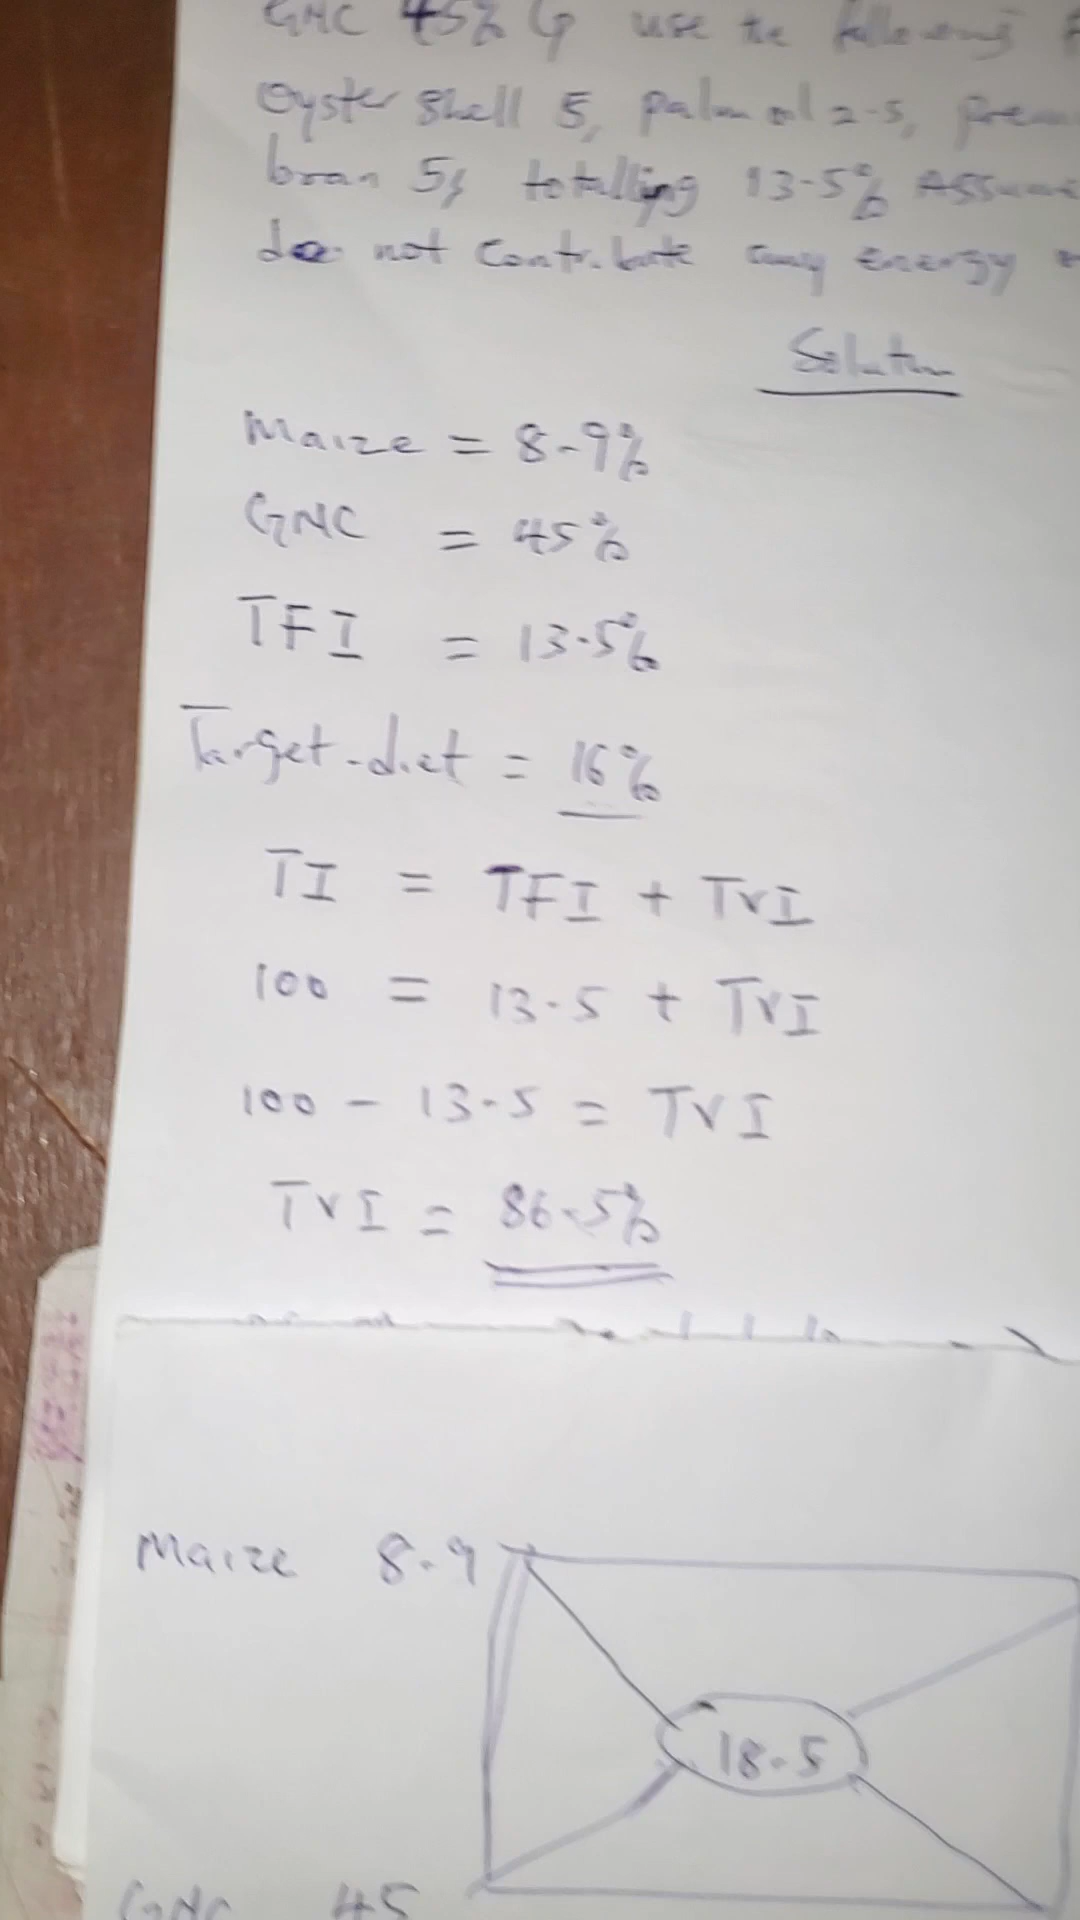 GNC 45% CP use the following
Oyster Shell 5, palm oil 2.5,
bran 5, totalling 13.5% Assume
do not contribute any energy
Solution
Maize = 8.9%
GNC = 45%
TFI = 13.5%
Target-diet = 16%
TI = TFI + TVI
100 = 13.5 + TVI
100 - 13.5 = TVI
TVI = 86.5%
Maize 8.9
18.5
GNC 45